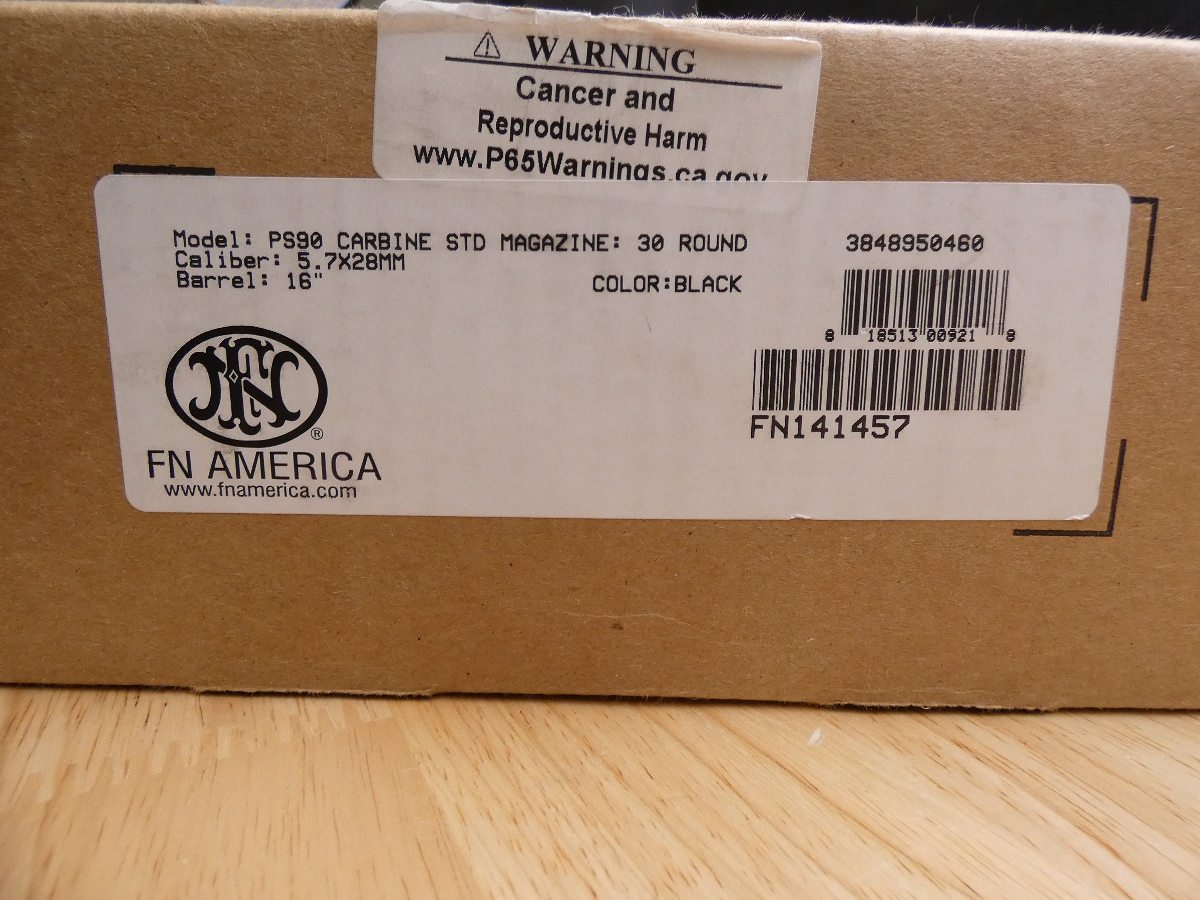 ⚠ WARNING
Cancer and
Reproductive Harm
www.P65Warnings.ca.gov
Model: PS90 CARBINE STD MAGAZINE: 30 ROUND
Caliber: 5.7X28MM
Barrel: 16"
COLOR:BLACK
3848950460
8 18513 00921 8
FN141457
FN
®
FN AMERICA
www.fnamerica.com